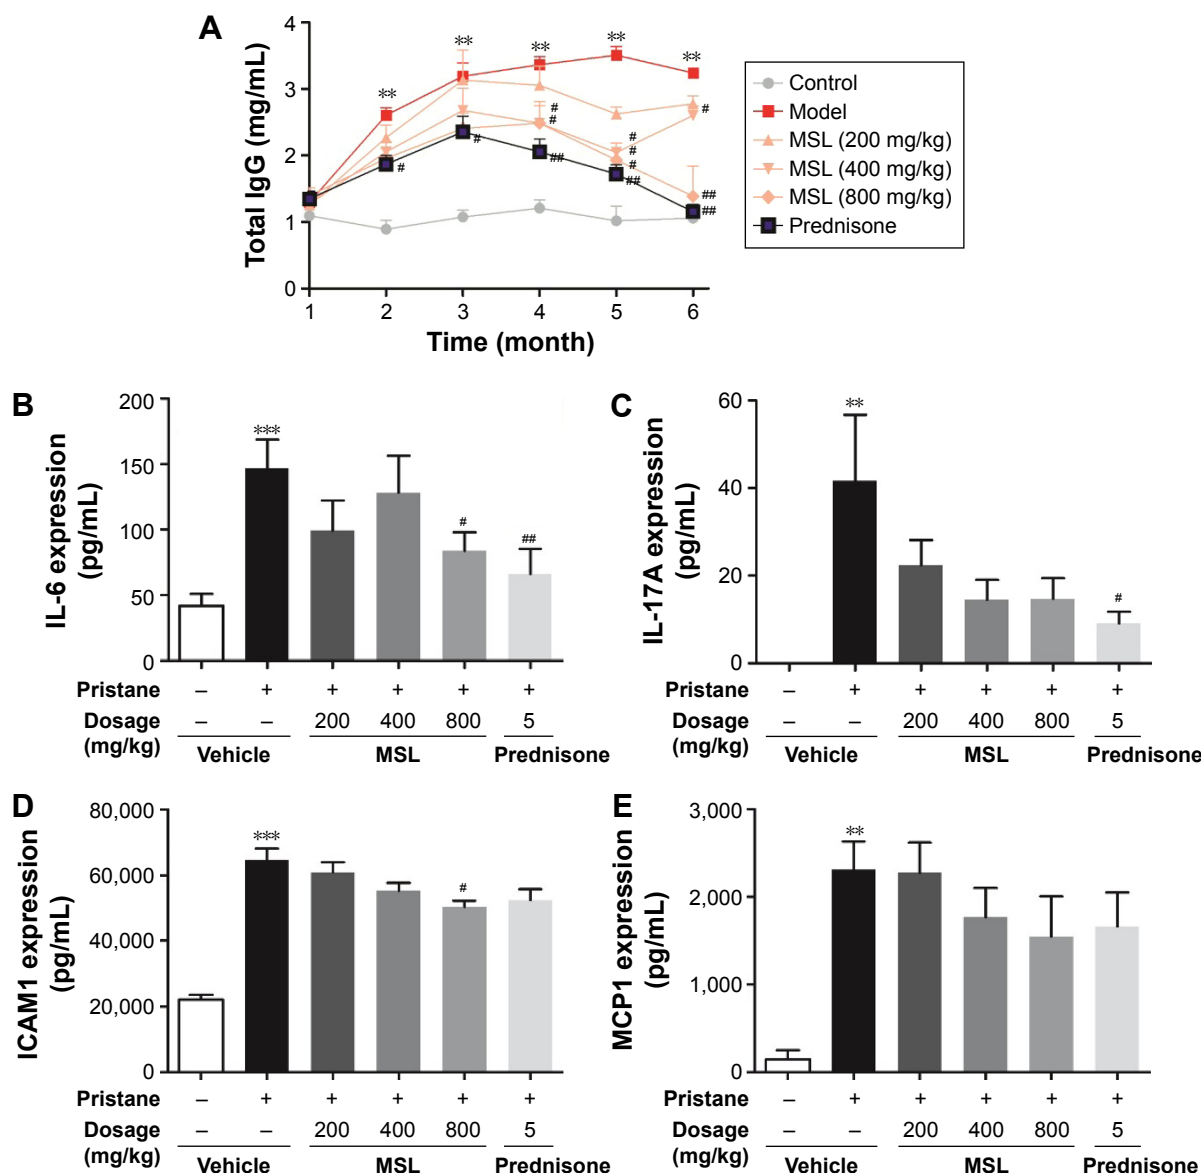 A
Total IgG (mg/mL)
4
3
2
1
0
** ** ** ** **
# # ## # # # # # ## # ## ##
1 2 3 4 5 6
Time (month)
Control
Model
MSL (200 mg/kg)
MSL (400 mg/kg)
MSL (800 mg/kg)
Prednisone
B
IL-6 expression
(pg/mL)
200
150
100
50
0
*** # ##
Pristane – + + + + +
Dosage – – 200 400 800 5
(mg/kg)
Vehicle MSL Prednisone
C
IL-17A expression
(pg/mL)
60
40
20
0
** #
Pristane – + + + + +
Dosage – – 200 400 800 5
(mg/kg)
Vehicle MSL Prednisone
D
ICAM1 expression
(pg/mL)
80,000
60,000
40,000
20,000
0
*** #
Pristane – + + + + +
Dosage – – 200 400 800 5
(mg/kg)
Vehicle MSL Prednisone
E
MCP1 expression
(pg/mL)
3,000
2,000
1,000
0
**
Pristane – + + + + +
Dosage – – 200 400 800 5
(mg/kg)
Vehicle MSL Prednisone